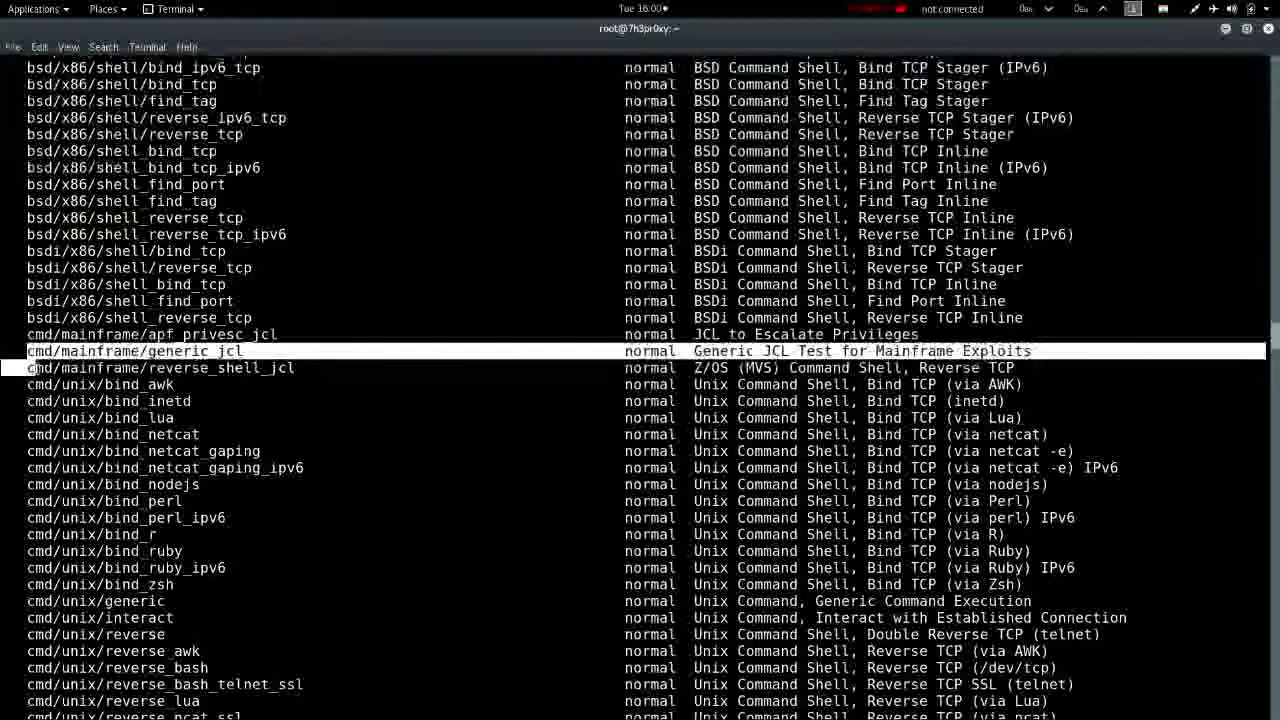 Applications Places Terminal Tue 16:00 not connected
root@7h3pr0xy: ~
File Edit View Search Terminal Help
bsd/x86/shell/bind_ipv6_tcp normal BSD Command Shell, Bind TCP Stager (IPv6)
bsd/x86/shell/bind_tcp normal BSD Command Shell, Bind TCP Stager
bsd/x86/shell/find_tag normal BSD Command Shell, Find Tag Stager
bsd/x86/shell/reverse_ipv6_tcp normal BSD Command Shell, Reverse TCP Stager (IPv6)
bsd/x86/shell/reverse_tcp normal BSD Command Shell, Reverse TCP Stager
bsd/x86/shell_bind_tcp normal BSD Command Shell, Bind TCP Inline
bsd/x86/shell_bind_tcp_ipv6 normal BSD Command Shell, Bind TCP Inline (IPv6)
bsd/x86/shell_find_port normal BSD Command Shell, Find Port Inline
bsd/x86/shell_find_tag normal BSD Command Shell, Find Tag Inline
bsd/x86/shell_reverse_tcp normal BSD Command Shell, Reverse TCP Inline
bsd/x86/shell_reverse_tcp_ipv6 normal BSD Command Shell, Reverse TCP Inline (IPv6)
bsdi/x86/shell/bind_tcp normal BSDi Command Shell, Bind TCP Stager
bsdi/x86/shell/reverse_tcp normal BSDi Command Shell, Reverse TCP Stager
bsdi/x86/shell_bind_tcp normal BSDi Command Shell, Bind TCP Inline
bsdi/x86/shell_find_port normal BSDi Command Shell, Find Port Inline
bsdi/x86/shell_reverse_tcp normal BSDi Command Shell, Reverse TCP Inline
cmd/mainframe/apf_privesc_jcl normal JCL to Escalate Privileges
cmd/mainframe/generic_jcl normal Generic JCL Test for Mainframe Exploits
cmd/mainframe/reverse_shell_jcl normal Z/OS (MVS) Command Shell, Reverse TCP
cmd/unix/bind_awk normal Unix Command Shell, Bind TCP (via AWK)
cmd/unix/bind_inetd normal Unix Command Shell, Bind TCP (inetd)
cmd/unix/bind_lua normal Unix Command Shell, Bind TCP (via Lua)
cmd/unix/bind_netcat normal Unix Command Shell, Bind TCP (via netcat)
cmd/unix/bind_netcat_gaping normal Unix Command Shell, Bind TCP (via netcat -e)
cmd/unix/bind_netcat_gaping_ipv6 normal Unix Command Shell, Bind TCP (via netcat -e) IPv6
cmd/unix/bind_nodejs normal Unix Command Shell, Bind TCP (via nodejs)
cmd/unix/bind_perl normal Unix Command Shell, Bind TCP (via Perl)
cmd/unix/bind_perl_ipv6 normal Unix Command Shell, Bind TCP (via perl) IPv6
cmd/unix/bind_r normal Unix Command Shell, Bind TCP (via R)
cmd/unix/bind_ruby normal Unix Command Shell, Bind TCP (via Ruby)
cmd/unix/bind_ruby_ipv6 normal Unix Command Shell, Bind TCP (via Ruby) IPv6
cmd/unix/bind_zsh normal Unix Command Shell, Bind TCP (via Zsh)
cmd/unix/generic normal Unix Command, Generic Command Execution
cmd/unix/interact normal Unix Command, Interact with Established Connection
cmd/unix/reverse normal Unix Command Shell, Double Reverse TCP (telnet)
cmd/unix/reverse_awk normal Unix Command Shell, Reverse TCP (via AWK)
cmd/unix/reverse_bash normal Unix Command Shell, Reverse TCP (/dev/tcp)
cmd/unix/reverse_bash_telnet_ssl normal Unix Command Shell, Reverse TCP SSL (telnet)
cmd/unix/reverse_lua normal Unix Command Shell, Reverse TCP (via Lua)
cmd/unix/reverse_ncat_ssl normal Unix Command Shell, Reverse TCP (via ncat)